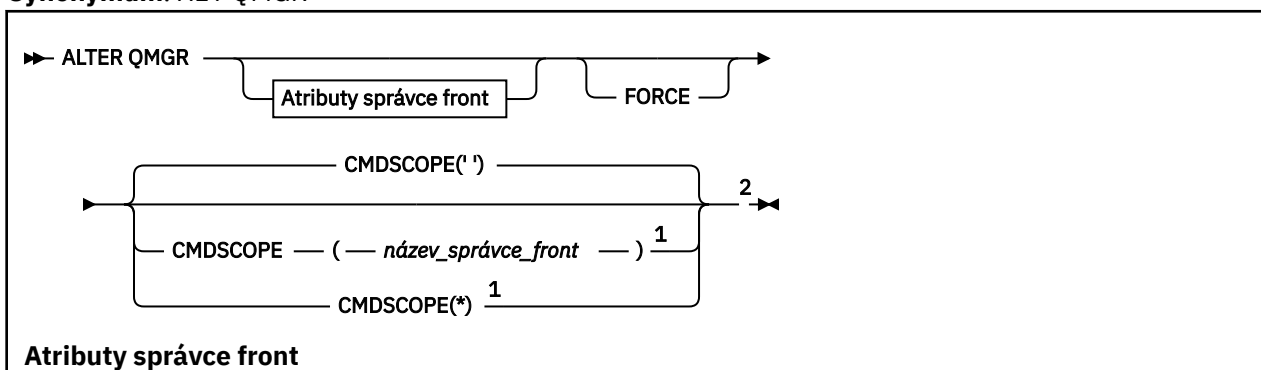 Synonymum: ALT QMGR
ALTER QMGR
Atributy správce front
FORCE
CMDSCOPE(' ')
2
CMDSCOPE ( název_správce_front ) 1
CMDSCOPE(*) 1
Atributy správce front